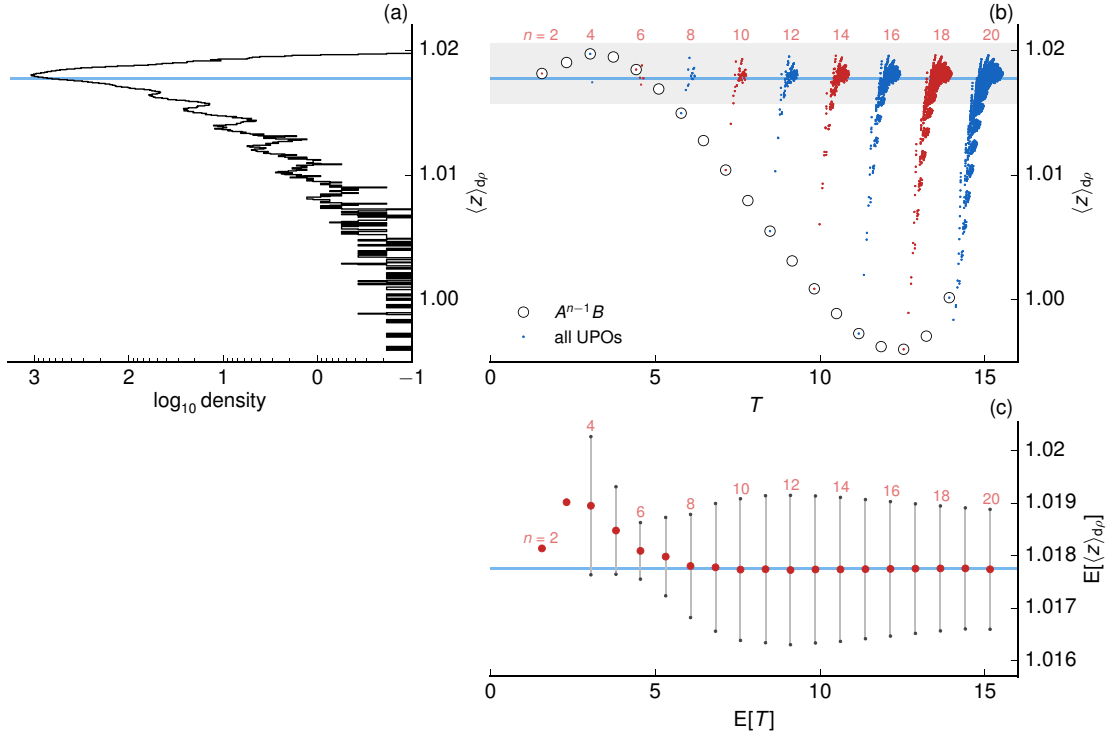 (a)
1.02
1.01
1.00
⟨z⟩dρ
3 2 1 0 −1
log10 density
(b)
n = 2 4 6 8 10 12 14 16 18 20
1.02
1.01
1.00
⟨z⟩dρ
Aⁿ⁻¹B
all UPOs
0 5 10 15
T
(c)
4
n = 2 6 8 10 12 14 16 18 20
1.02
1.019
1.018
1.017
1.016
E[⟨z⟩dρ]
0 5 10 15
E[T]